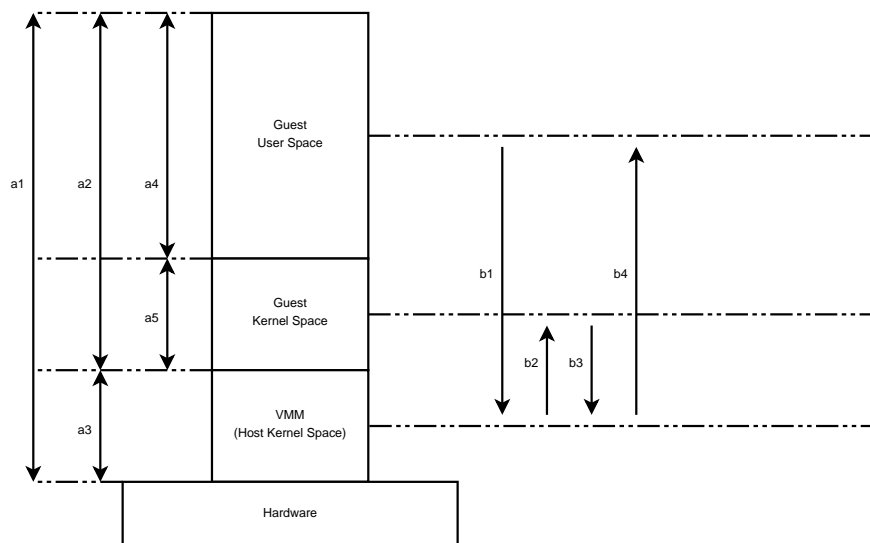 Guest
User Space
a1
a2
a4
b1
b4
Guest
Kernel Space
a5
b2
b3
VMM
(Host Kernel Space)
a3
Hardware